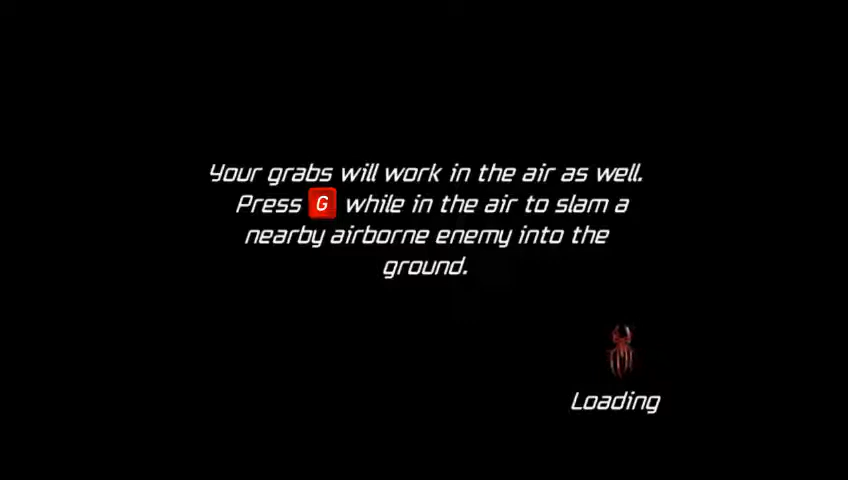 Your grabs will work in the air as well.
Press G while in the air to slam a
nearby airborne enemy into the
ground.
Loading